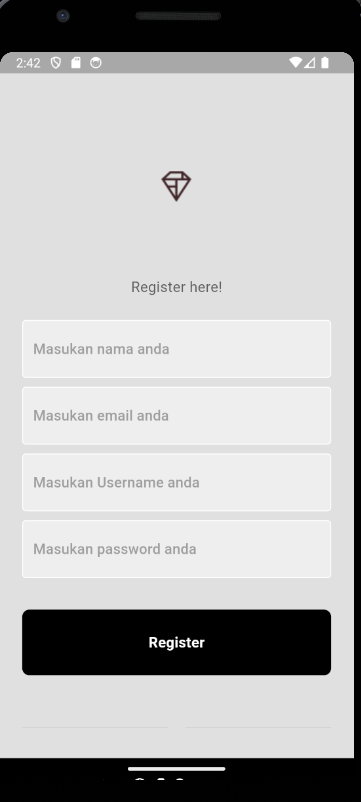 2:42
Register here!
Masukan nama anda
Masukan email anda
Masukan Username anda
Masukan password anda
Register